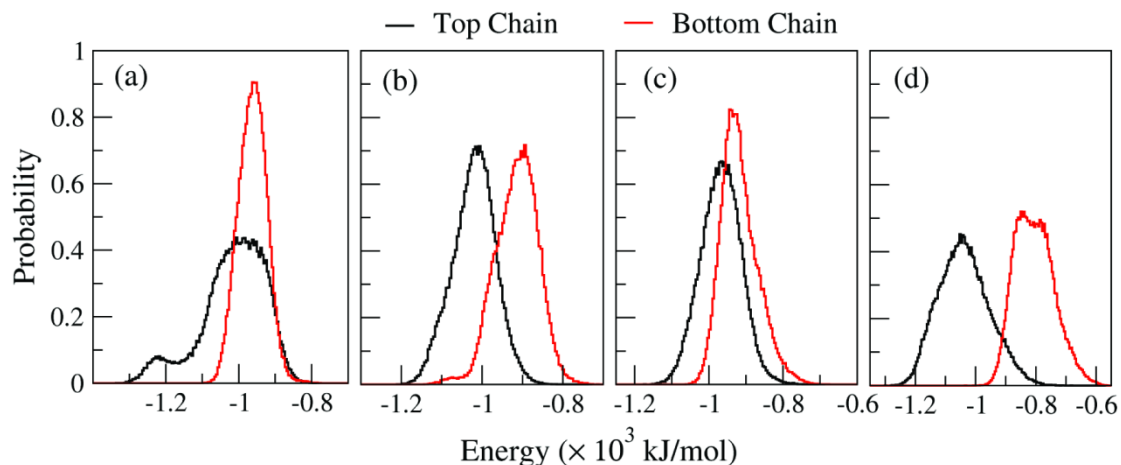 Top Chain Bottom Chain
(a) (b) (c) (d)
1
0.8
0.6
0.4
0.2
0
Probability
-1.2 -1 -0.8 -1.2 -1 -0.8 -1.2 -1 -0.8 -0.6 -1.2 -1 -0.8 -0.6
Energy (× 10³ kJ/mol)